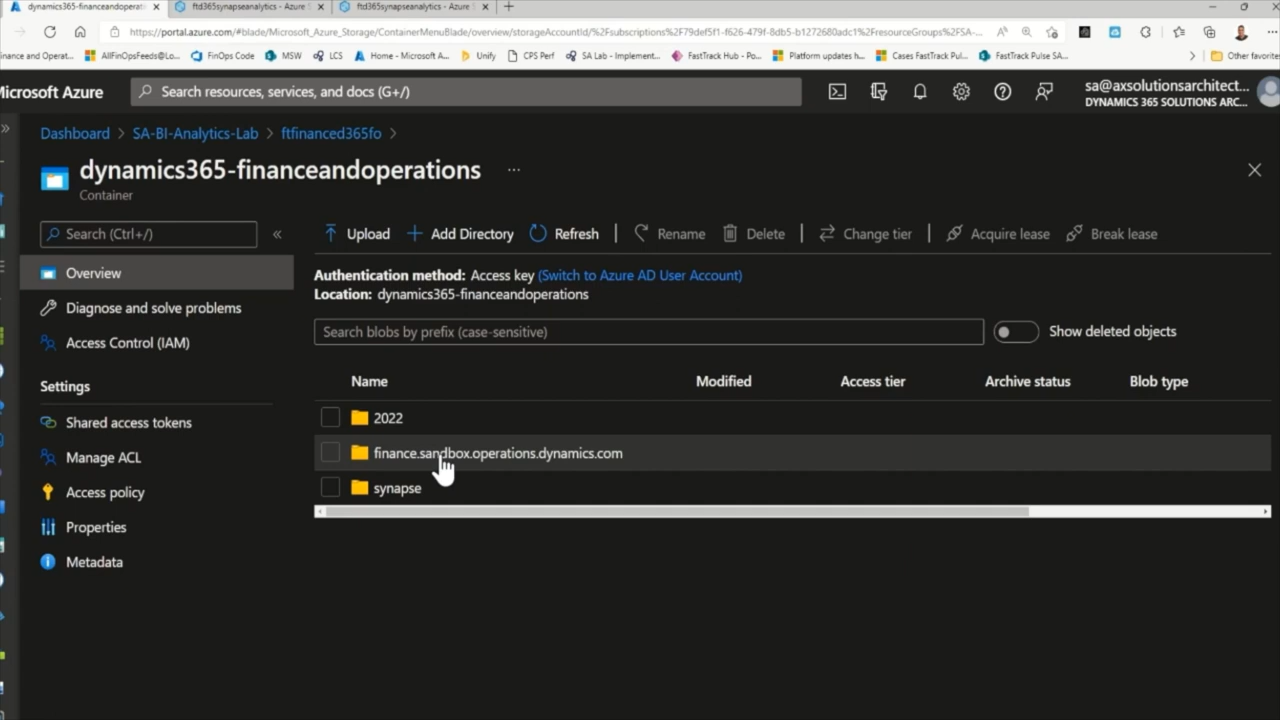 dynamics365-financeandoperations
ftd365synapseanalytics - Azure S
ftd365synapseanalytics - Azure S
https://portal.azure.com/#blade/Microsoft_Azure_Storage/ContainerMenuBlade/overview/storageAccountId/%2Fsubscriptions%2F79def5f1-f626-479f-8db5-b1272680adc1%2FresourceGroups%2FSA-...
inance and Operat... AllFinOpsFeeds@Lo... FinOps Code MSW LCS Home - Microsoft A... Unify CPS Perf SA Lab - Implement... FastTrack Hub - Po... Platform updates h... Cases FastTrack Pul... FastTrack Pulse SA... Other favorite
Microsoft Azure
Search resources, services, and docs (G+/)
sa@axsolutionsarchitect...
DYNAMICS 365 SOLUTIONS ARC...
Dashboard > SA-BI-Analytics-Lab > ftfinanced365fo >
dynamics365-financeandoperations ...
Container
Search (Ctrl+/)
«
Upload Add Directory Refresh Rename Delete Change tier Acquire lease Break lease
Overview
Diagnose and solve problems
Access Control (IAM)
Settings
Shared access tokens
Manage ACL
Access policy
Properties
Metadata
Authentication method: Access key (Switch to Azure AD User Account)
Location: dynamics365-financeandoperations
Search blobs by prefix (case-sensitive)
Show deleted objects
Name Modified Access tier Archive status Blob type
2022
finance.sandbox.operations.dynamics.com
synapse